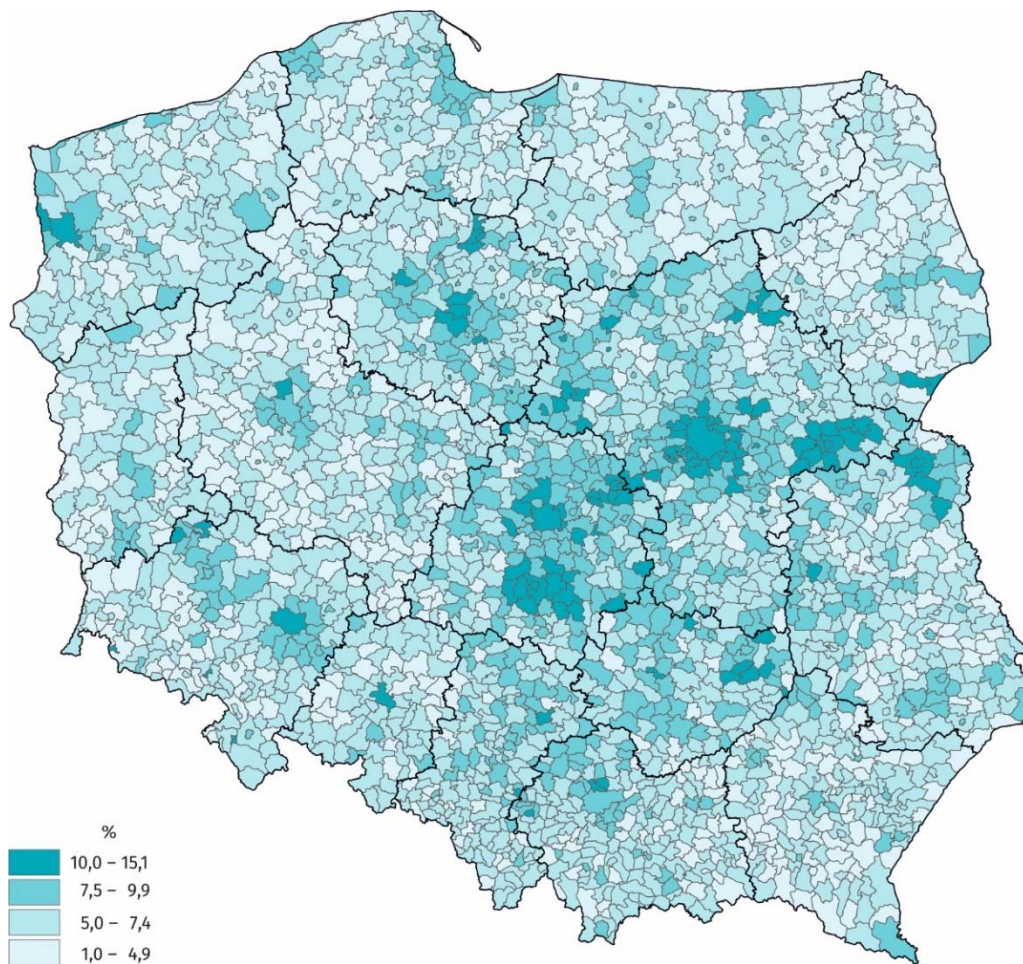 %
10,0 – 15,1
7,5 – 9,9
5,0 – 7,4
1,0 – 4,9